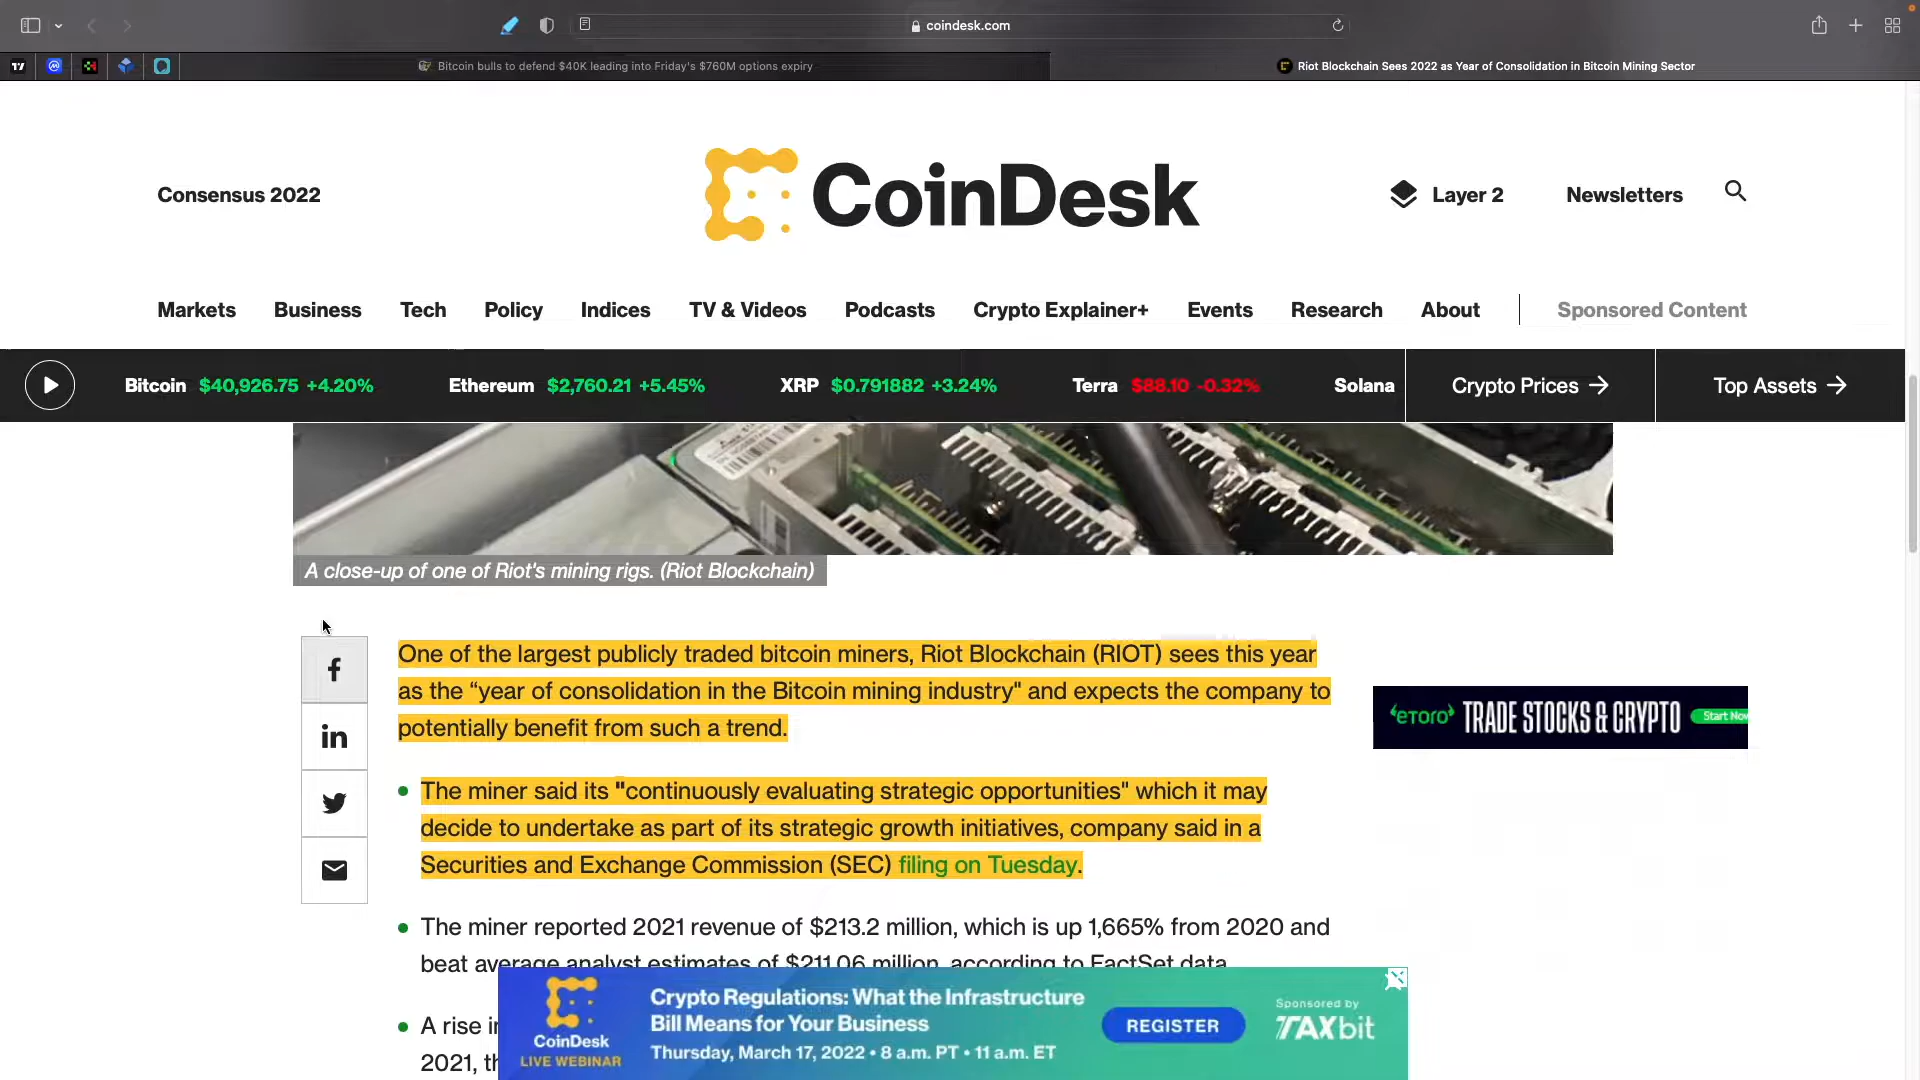 coindesk.com
Bitcoin bulls to defend $40K leading into Friday's $760M options expiry
Riot Blockchain Sees 2022 as Year of Consolidation in Bitcoin Mining Sector
Consensus 2022
CoinDesk
Layer 2
Newsletters
Markets Business Tech Policy Indices TV & Videos Podcasts Crypto Explainer+ Events Research About Sponsored Content
Bitcoin $40,926.75 +4.20% Ethereum $2,760.21 +5.45% XRP $0.791882 +3.24% Terra $88.10 -0.32% Solana Crypto Prices → Top Assets →
A close-up of one of Riot's mining rigs. (Riot Blockchain)
One of the largest publicly traded bitcoin miners, Riot Blockchain (RIOT) sees this year
as the “year of consolidation in the Bitcoin mining industry" and expects the company to
potentially benefit from such a trend.
eToro TRADE STOCKS & CRYPTO Start Now
The miner said its "continuously evaluating strategic opportunities" which it may
decide to undertake as part of its strategic growth initiatives, company said in a
Securities and Exchange Commission (SEC) filing on Tuesday.
The miner reported 2021 revenue of $213.2 million, which is up 1,665% from 2020 and
beat average analyst estimates of $211.06 million, according to FactSet data.
A rise in
2021, th
CoinDesk
LIVE WEBINAR
Crypto Regulations: What the Infrastructure
Bill Means for Your Business
Thursday, March 17, 2022 • 8 a.m. PT • 11 a.m. ET
REGISTER
Sponsored by
TAXbit